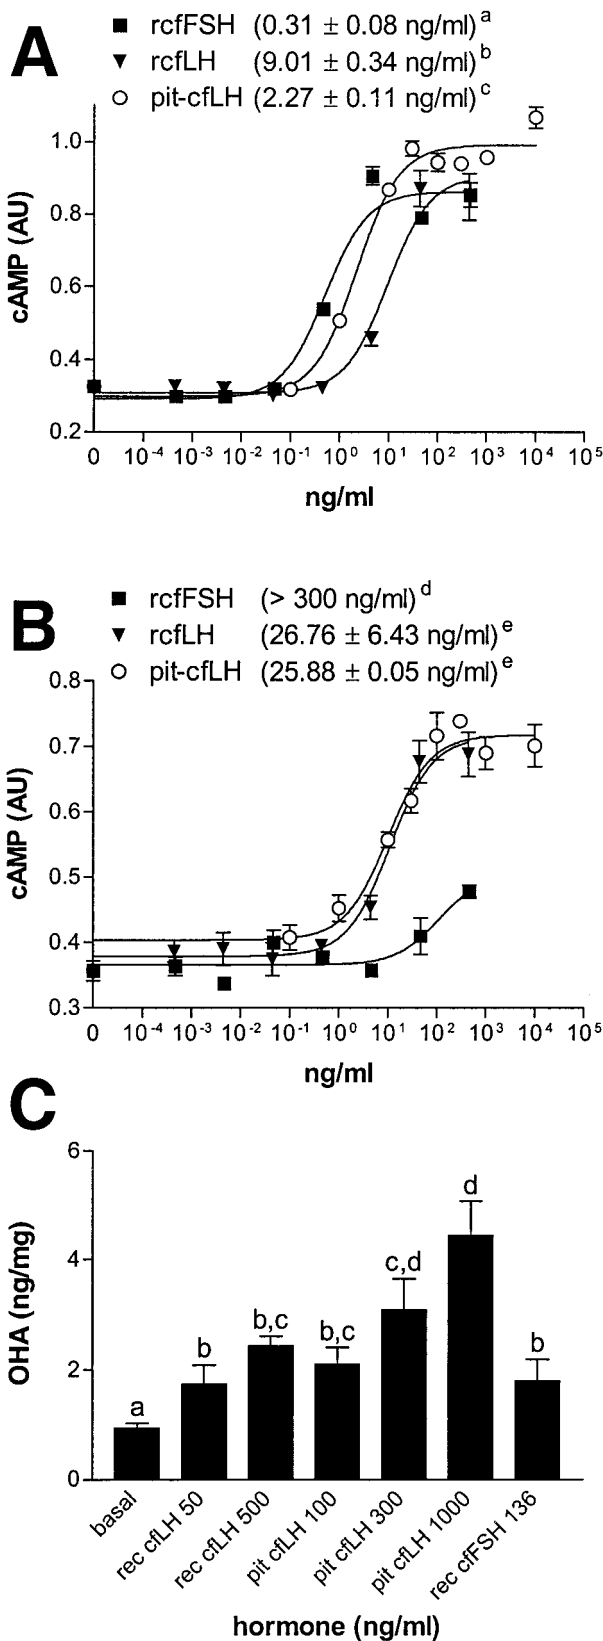 A
rcfFSH (0.31 ± 0.08 ng/ml) a
rcfLH (9.01 ± 0.34 ng/ml) b
pit-cfLH (2.27 ± 0.11 ng/ml) c
cAMP (AU)
1.0
0.8
0.6
0.4
0.2
0 10-4 10-3 10-2 10-1 100 101 102 103 104 105
ng/ml
B
rcfFSH (> 300 ng/ml) d
rcfLH (26.76 ± 6.43 ng/ml) e
pit-cfLH (25.88 ± 0.05 ng/ml) e
cAMP (AU)
0.8
0.7
0.6
0.5
0.4
0.3
0 10-4 10-3 10-2 10-1 100 101 102 103 104 105
ng/ml
C
OHA (ng/mg)
6
4
2
0
a
b
b,c
b,c
c,d
d
b
basal
rec cfLH 50
rec cfLH 500
pit cfLH 100
pit cfLH 300
pit cfLH 1000
rec cfFSH 136
hormone (ng/ml)